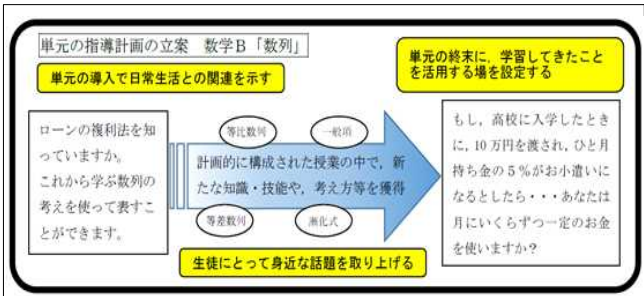 単元の指導計画の立案　数学B「数列」
単元の導入で日常生活との関連を示す
単元の終末に，学習してきたこと
を活用する場を設定する
ローンの複利法を知
っていますか。
これから学ぶ数列の
考えを使って表すこ
とができます。
等比数列
一般項
計画的に構成された授業の中で，新
たな知識・技能や，考え方等を獲得
等差数列
漸化式
もし，高校に入学したとき
に，10万円を渡され，ひと月
持ち金の５％がお小遣いに
なるとしたら・・・あなたは
月にいくらずつ一定のお金
を使いますか？
生徒にとって身近な話題を取り上げる